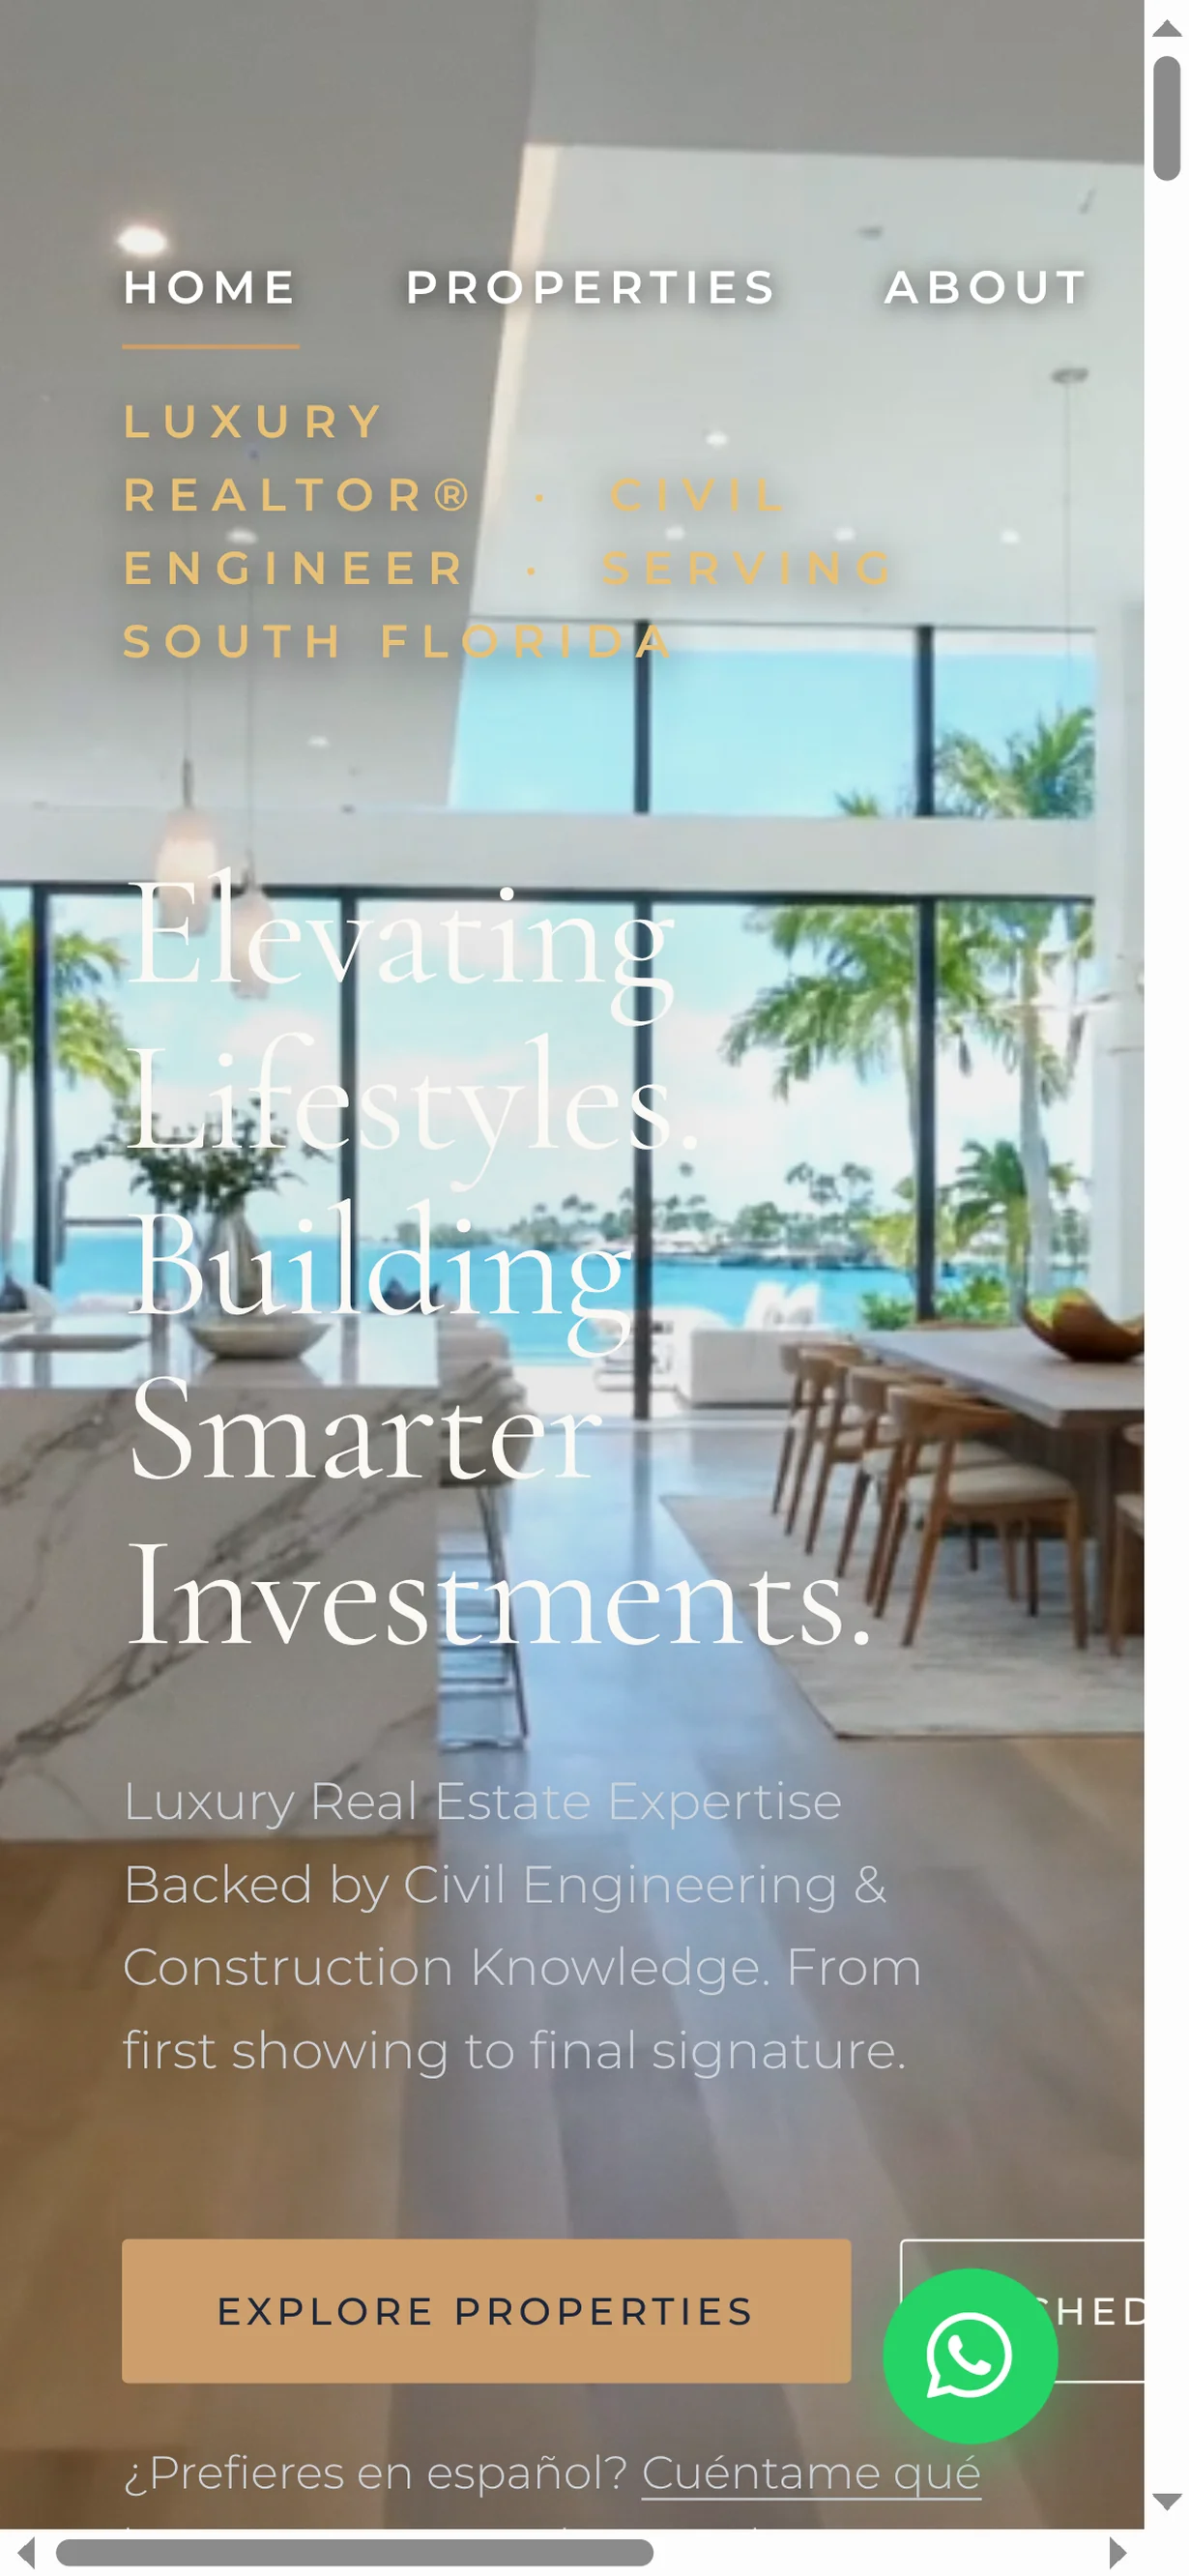 HOME PROPERTIES ABOUT
LUXURY
REALTOR® · CIVIL
ENGINEER · SERVING
SOUTH FLORIDA
Elevating
Lifestyles.
Building
Smarter
Investments.
Luxury Real Estate Expertise
Backed by Civil Engineering &
Construction Knowledge. From
first showing to final signature.
EXPLORE PROPERTIES
¿Prefieres en español? Cuéntame qué